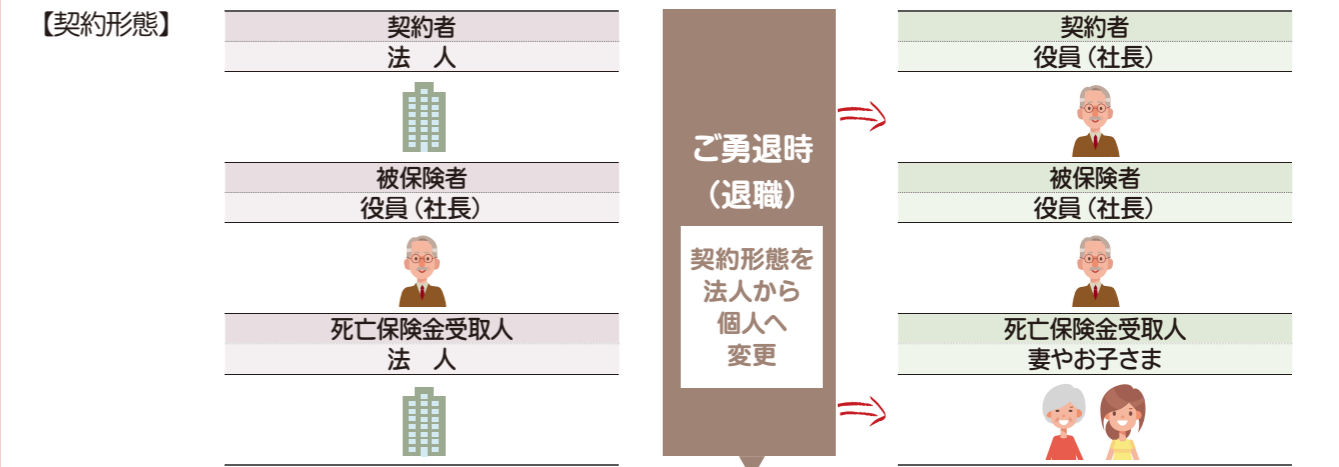 【契約形態】
契約者
法　人
被保険者
役員（社長）
死亡保険金受取人
法　人
ご勇退時
（退職）
契約形態を
法人から
個人へ
変更
契約者
役員（社長）
被保険者
役員（社長）
死亡保険金受取人
妻やお子さま